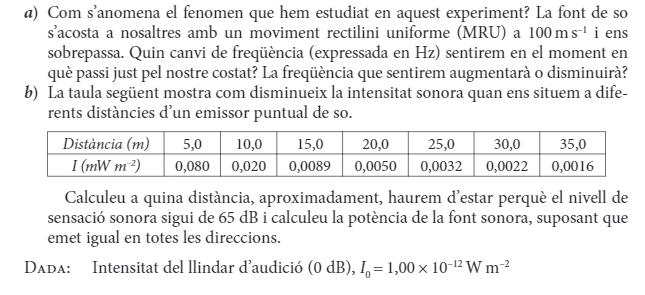 a) Com s'anomena el fenomen que hem estudiat en aquest experiment? La font de so
s'acosta a nosaltres amb un moviment rectilini uniforme (MRU) a 100 m s⁻¹ i ens
sobrepassa. Quin canvi de freqüència (expressada en Hz) sentirem en el moment en
què passi just pel nostre costat? La freqüència que sentirem augmentarà o disminuirà?
b) La taula següent mostra com disminueix la intensitat sonora quan ens situem a dife-
rents distàncies d'un emissor puntual de so.
Distància (m) 5,0 10,0 15,0 20,0 25,0 30,0 35,0
I (mW m⁻²) 0,080 0,020 0,0089 0,0050 0,0032 0,0022 0,0016
Calculeu a quina distància, aproximadament, haurem d'estar perquè el nivell de
sensació sonora sigui de 65 dB i calculeu la potència de la font sonora, suposant que
emet igual en totes les direccions.
DADA: Intensitat del llindar d'audició (0 dB), I₀ = 1,00 × 10⁻¹² W m⁻²